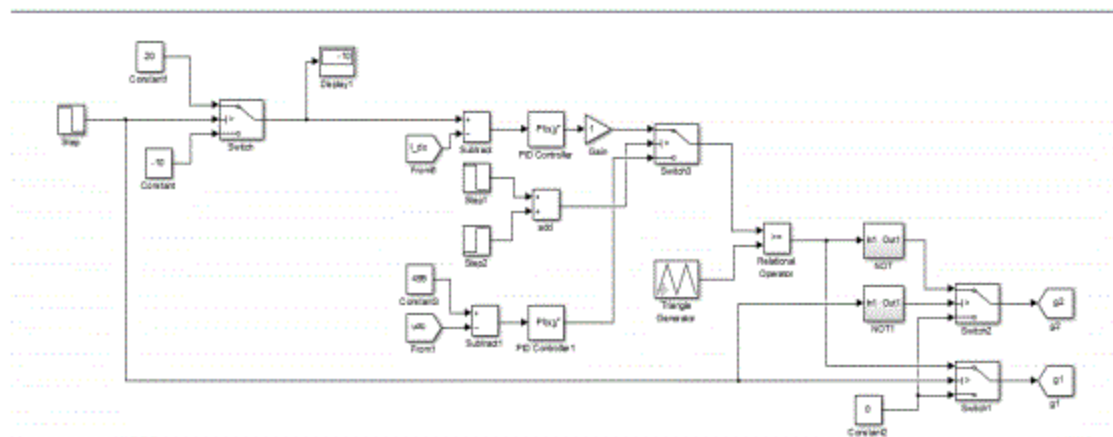 20
Constant1
-10
Display1
Step
Switch
-10
Constant
I_dc
From6
Subtract
PID Controller
1
Gain
Switch3
Step1
add
Step2
Constant3
From1
Subtract1
PID Controller1
Triangle
Generator
>=
Relational
Operator
In1 Out1
NOT
In1 Out1
NOT1
Switch2
g2
g2
Switch1
g1
g1
0
Constant2